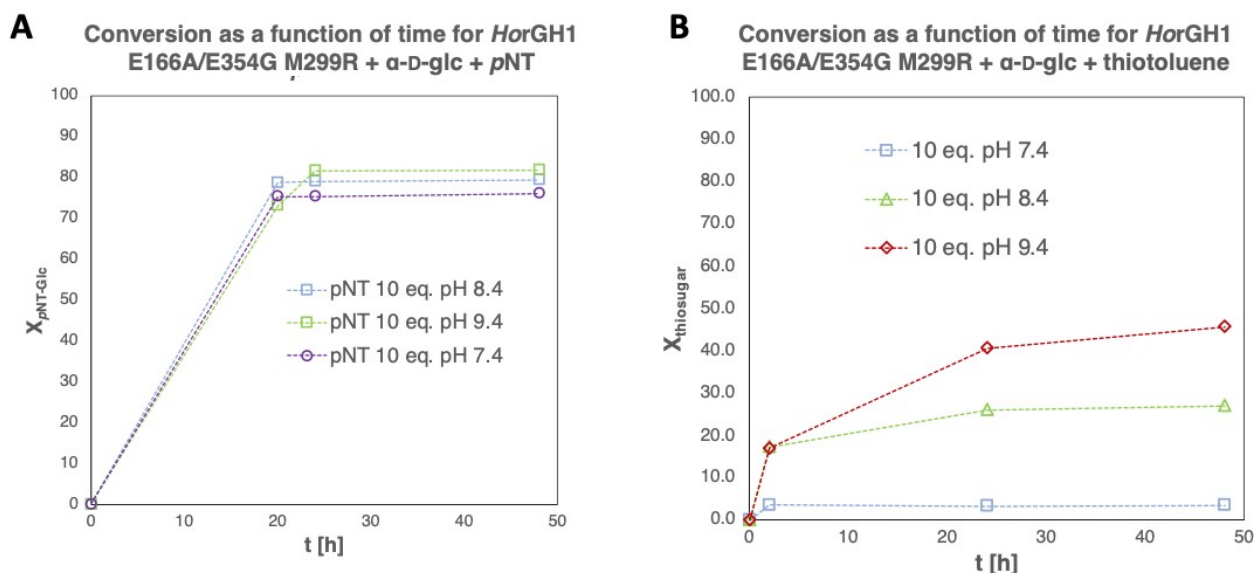 A
Conversion as a function of time for HorGH1
E166A/E354G M299R + α-D-glc + pNT
100
90
80
70
60
50
40
30
20
10
0
XpNT-Glc
pNT 10 eq. pH 8.4
pNT 10 eq. pH 9.4
pNT 10 eq. pH 7.4
0 10 20 30 40 50
t [h]
B
Conversion as a function of time for HorGH1
E166A/E354G M299R + α-D-glc + thiotoluene
100.0
90.0
80.0
70.0
60.0
50.0
40.0
30.0
20.0
10.0
0.0
Xthiosugar
10 eq. pH 7.4
10 eq. pH 8.4
10 eq. pH 9.4
0 10 20 30 40 50
t [h]